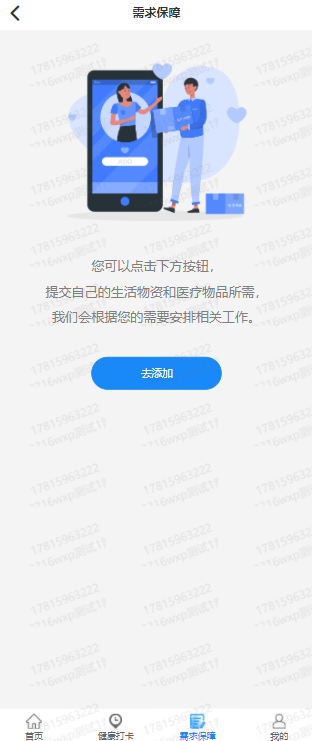 需求保障
您可以点击下方按钮，
提交自己的生活物资和医疗物品所需，
我们会根据您的需要安排相关工作。
去添加
首页
健康打卡
需求保障
我的
17815963222